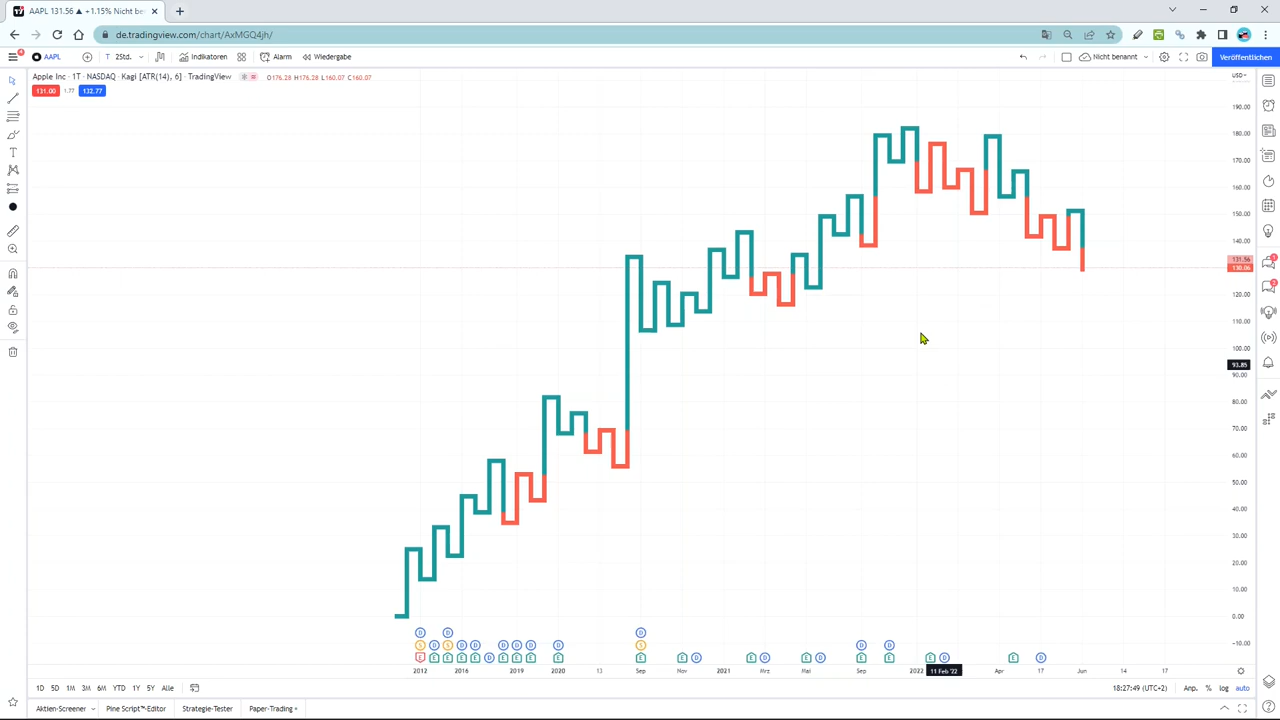 AAPL 131.56 ▲ +1.15% Nicht be
de.tradingview.com/chart/AxMGQ4jh/
AAPL 2Std. Indikatoren Alarm Wiedergabe Nicht benannt Veröffentlichen
Apple Inc · 1T · NASDAQ · Kagi [ATR(14), 6] · TradingView O176.28 H176.28 L160.07 C160.07
USD
131.00 1.77 132.77
190.00
180.00
170.00
160.00
150.00
140.00
131.56
130.06
120.00
110.00
100.00
93.85
90.00
80.00
70.00
60.00
50.00
40.00
30.00
20.00
10.00
0.00
−10.00
D D D
S D S D D D D D D S D D
E E E E E D E E E E E E D E D E D E E E D E D
2012 2016 2019 2020 13 Sep Nov 2021 Mrz Mai Sep 2022 11 Feb '22 Apr 17 Jun 14 17
1D 5D 1M 3M 6M YTD 1Y 5Y Alle 18:27:49 (UTC+2) Anp. % log auto
Aktien-Screener Pine Script™-Editor Strategie-Tester Paper-Trading